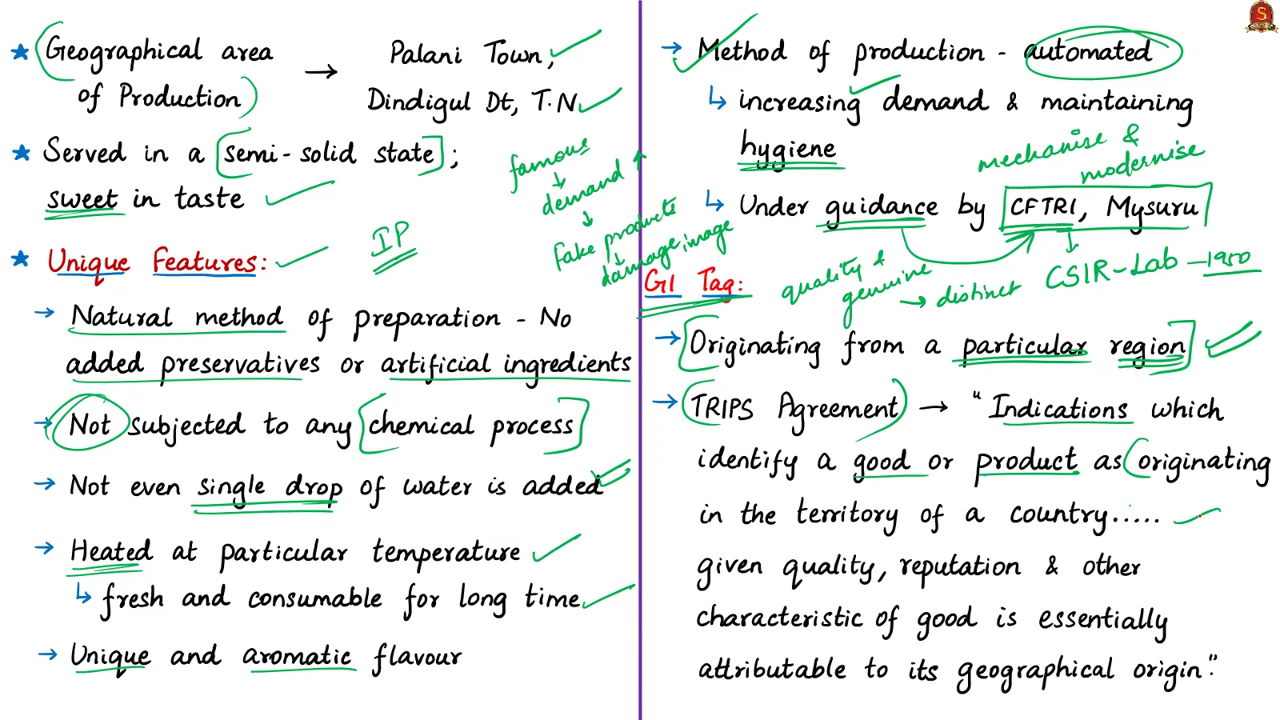 ★ Geographical area → Palani Town,
of Production Dindigul Dt, T.N
★ Served in a semi-solid state;
sweet in taste
★ Unique Features:
IP
→ Natural method of preparation - No
added preservatives or artificial ingredients
→ Not subjected to any chemical process
→ Not even single drop of water is added
→ Heated at particular temperature
↳ fresh and consumable for long time
→ Unique and aromatic flavour
famous
↓
demand ↑
↓
Fake products
↓
damage image
→ Method of production - automated
↳ increasing demand & maintaining
hygiene
mechanise &
modernise
↳ Under guidance by CFTRI, Mysuru
↓
CSIR-Lab - 1950
quality &
genuine → distinct
GI Tag:
→ Originating from a particular region
→ TRIPS Agreement → "Indications which
identify a good or product as originating
in the territory of a country.....
given quality, reputation & other
characteristic of good is essentially
attributable to its geographical origin."
S